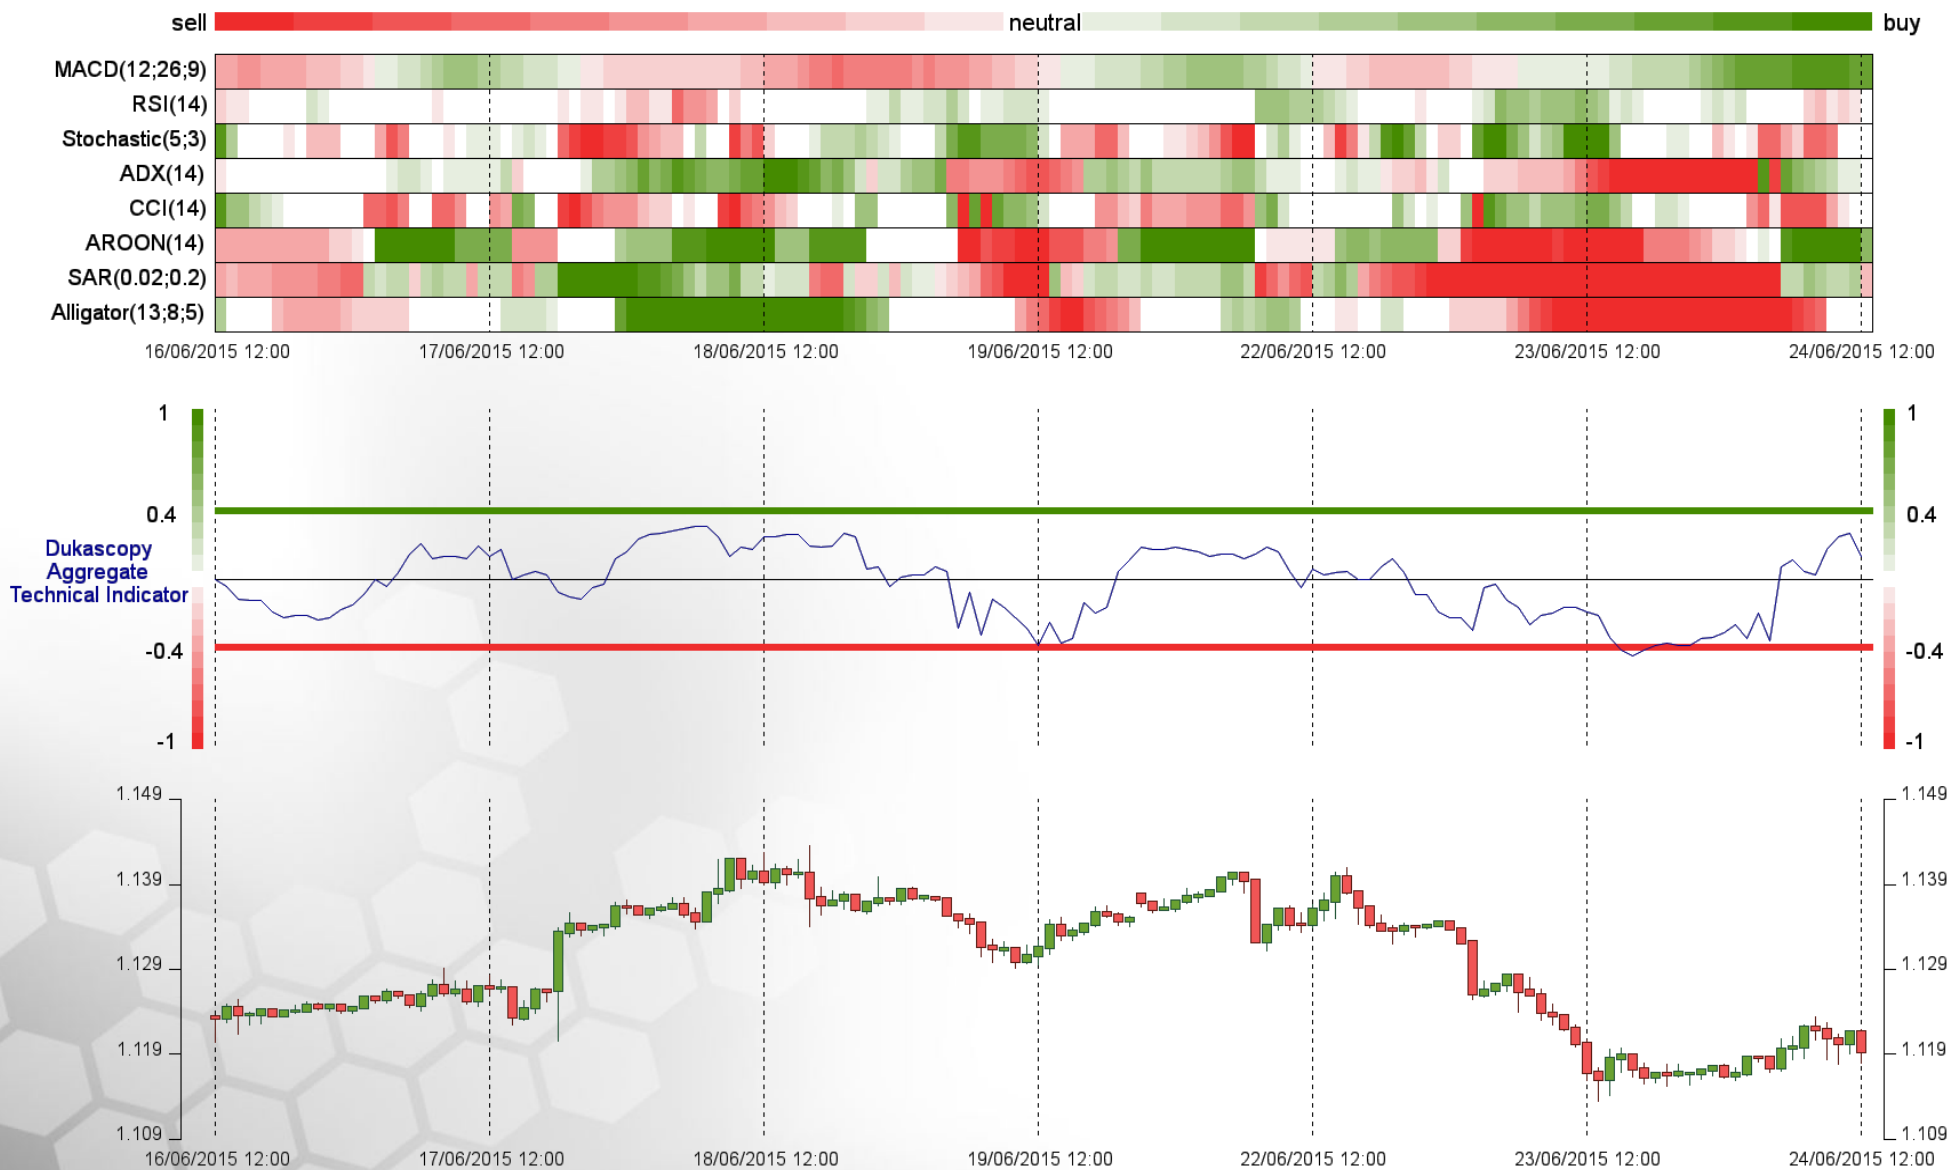 sell neutral buy
MACD(12;26;9)
RSI(14)
Stochastic(5;3)
ADX(14)
CCI(14)
AROON(14)
SAR(0.02;0.2)
Alligator(13;8;5)
16/06/2015 12:00 17/06/2015 12:00 18/06/2015 12:00 19/06/2015 12:00 22/06/2015 12:00 23/06/2015 12:00 24/06/2015 12:00
1 1
0.4 0.4
Dukascopy
Aggregate
Technical Indicator
-0.4 -0.4
-1 -1
1.149 1.149
1.139 1.139
1.129 1.129
1.119 1.119
1.109 1.109
16/06/2015 12:00 17/06/2015 12:00 18/06/2015 12:00 19/06/2015 12:00 22/06/2015 12:00 23/06/2015 12:00 24/06/2015 12:00